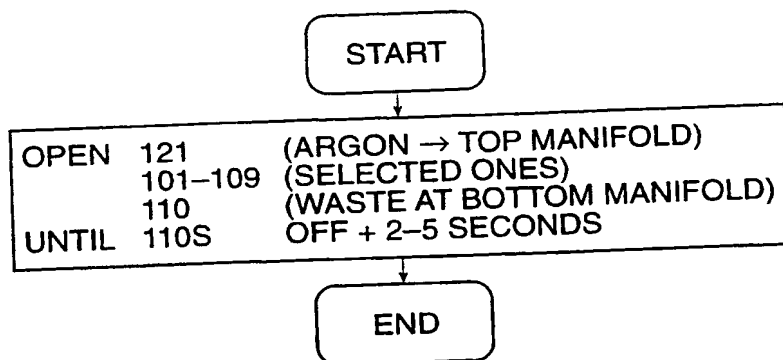 START
OPEN 121 (ARGON → TOP MANIFOLD)
101–109 (SELECTED ONES)
110 (WASTE AT BOTTOM MANIFOLD)
UNTIL 110S OFF + 2–5 SECONDS
END